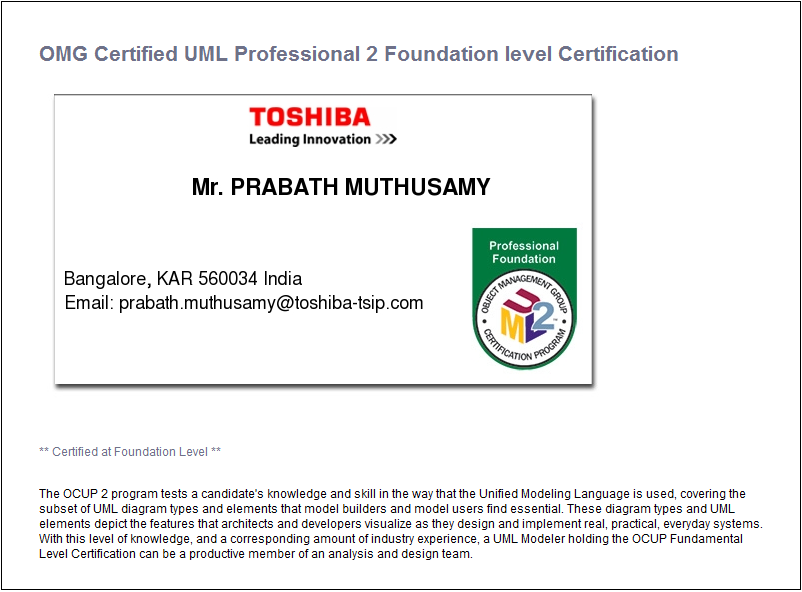 OMG Certified UML Professional 2 Foundation level Certification
TOSHIBA
Leading Innovation >>>
Mr. PRABATH MUTHUSAMY
Bangalore, KAR 560034 India
Email: prabath.muthusamy@toshiba-tsip.com
Professional
Foundation
OBJECT MANAGEMENT GROUP
UML2
CERTIFICATION PROGRAM
** Certified at Foundation Level **
The OCUP 2 program tests a candidate's knowledge and skill in the way that the Unified Modeling Language is used, covering the
subset of UML diagram types and elements that model builders and model users find essential. These diagram types and UML
elements depict the features that architects and developers visualize as they design and implement real, practical, everyday systems.
With this level of knowledge, and a corresponding amount of industry experience, a UML Modeler holding the OCUP Fundamental
Level Certification can be a productive member of an analysis and design team.